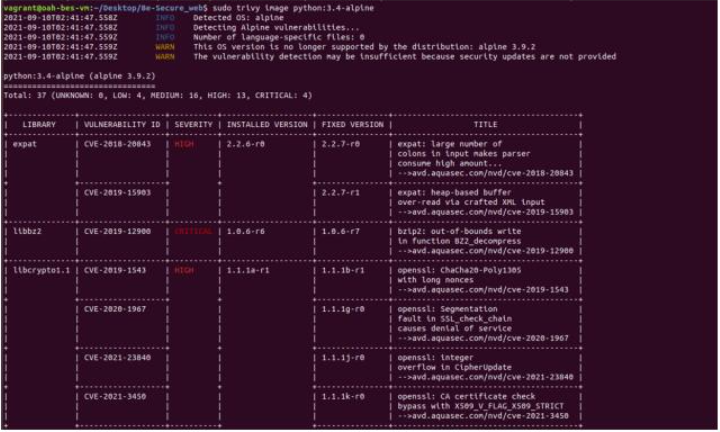 vagrant@oah-bes-vm:~/Desktop/Be-Secure_web$ sudo trivy image python:3.4-alpine
2021-09-10T02:41:47.558Z INFO Detected OS: alpine
2021-09-10T02:41:47.558Z INFO Detecting Alpine vulnerabilities...
2021-09-10T02:41:47.559Z INFO Number of language-specific files: 0
2021-09-10T02:41:47.559Z WARN This OS version is no longer supported by the distribution: alpine 3.9.2
2021-09-10T02:41:47.559Z WARN The vulnerability detection may be insufficient because security updates are not provided
python:3.4-alpine (alpine 3.9.2)
================================
Total: 37 (UNKNOWN: 0, LOW: 4, MEDIUM: 16, HIGH: 13, CRITICAL: 4)
| LIBRARY | VULNERABILITY ID | SEVERITY | INSTALLED VERSION | FIXED VERSION | TITLE |
| expat | CVE-2018-20843 | HIGH | 2.2.6-r0 | 2.2.7-r0 | expat: large number of
colons in input makes parser
consume high amount...
-->avd.aquasec.com/nvd/cve-2018-20843 |
| CVE-2019-15903 | 2.2.7-r1 | expat: heap-based buffer
over-read via crafted XML input
-->avd.aquasec.com/nvd/cve-2019-15903 |
| libbz2 | CVE-2019-12900 | CRITICAL | 1.0.6-r6 | 1.0.6-r7 | bzip2: out-of-bounds write
in function BZ2_decompress
-->avd.aquasec.com/nvd/cve-2019-12900 |
| libcrypto1.1 | CVE-2019-1543 | HIGH | 1.1.1a-r1 | 1.1.1b-r1 | openssl: ChaCha20-Poly1305
with long nonces
-->avd.aquasec.com/nvd/cve-2019-1543 |
| CVE-2020-1967 | 1.1.1g-r0 | openssl: Segmentation
fault in SSL_check_chain
causes denial of service
-->avd.aquasec.com/nvd/cve-2020-1967 |
| CVE-2021-23840 | 1.1.1j-r0 | openssl: integer
overflow in CipherUpdate
-->avd.aquasec.com/nvd/cve-2021-23840 |
| CVE-2021-3450 | 1.1.1k-r0 | openssl: CA certificate check
bypass with X509_V_FLAG_X509_STRICT
-->avd.aquasec.com/nvd/cve-2021-3450 |